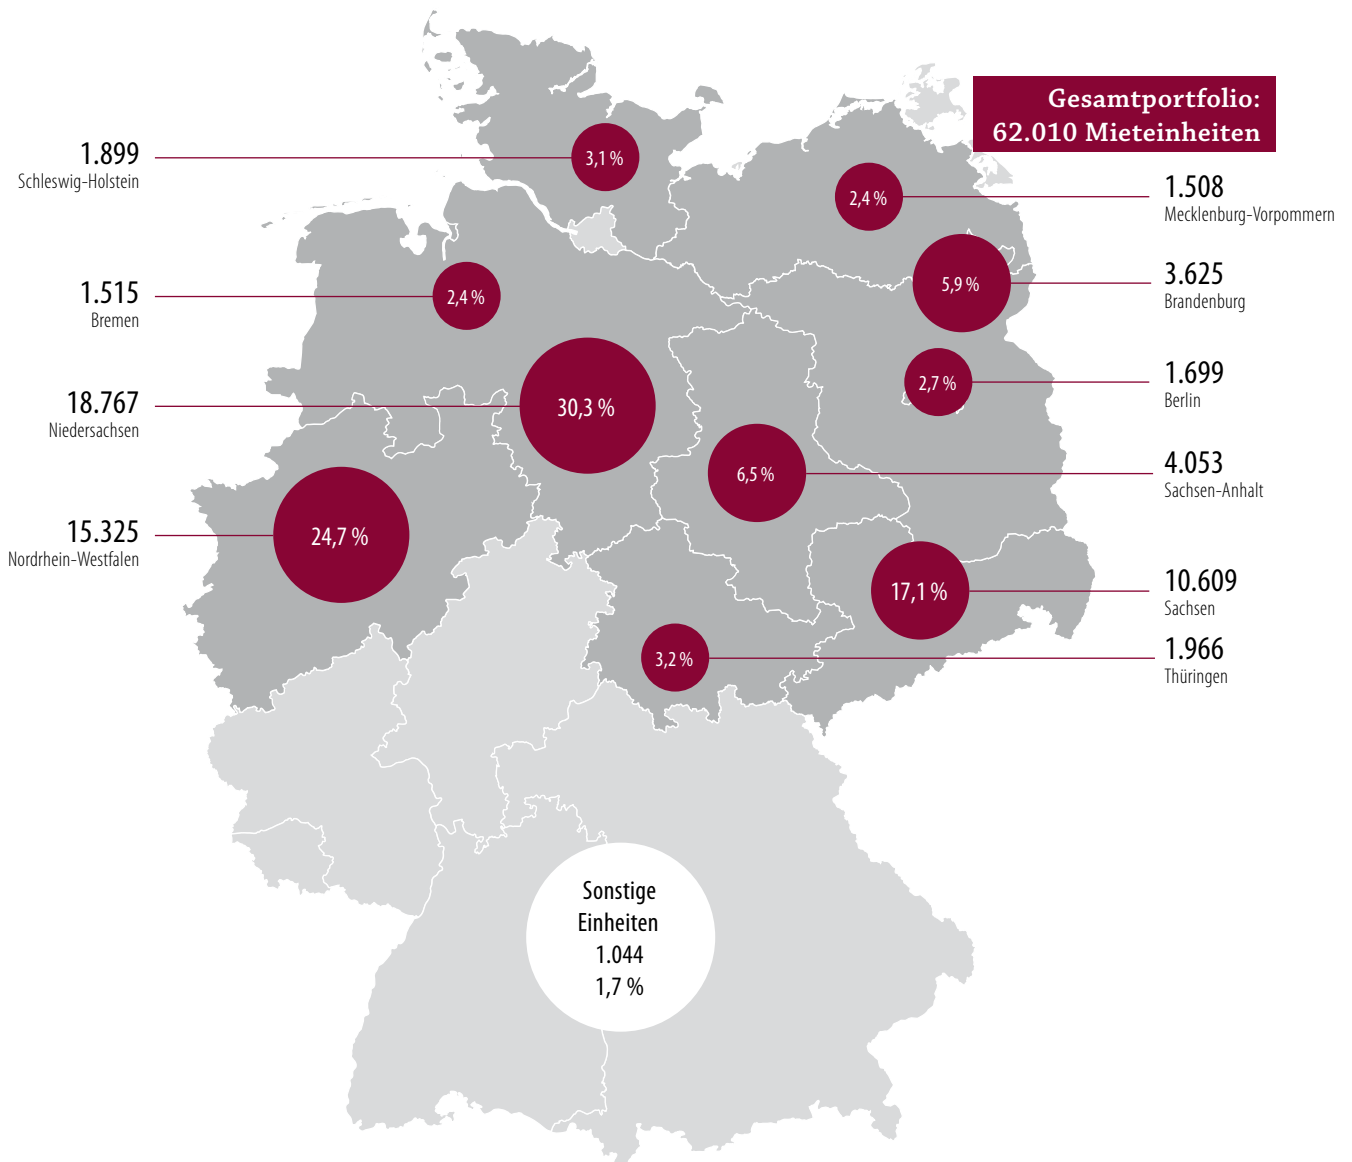 Gesamtportfolio:
62.010 Mieteinheiten
1.899
Schleswig-Holstein
3,1 %
1.515
Bremen
2,4 %
18.767
Niedersachsen
30,3 %
15.325
Nordrhein-Westfalen
24,7 %
2,4 %
1.508
Mecklenburg-Vorpommern
5,9 %
3.625
Brandenburg
2,7 %
1.699
Berlin
6,5 %
4.053
Sachsen-Anhalt
17,1 %
10.609
Sachsen
3,2 %
1.966
Thüringen
Sonstige
Einheiten
1.044
1,7 %